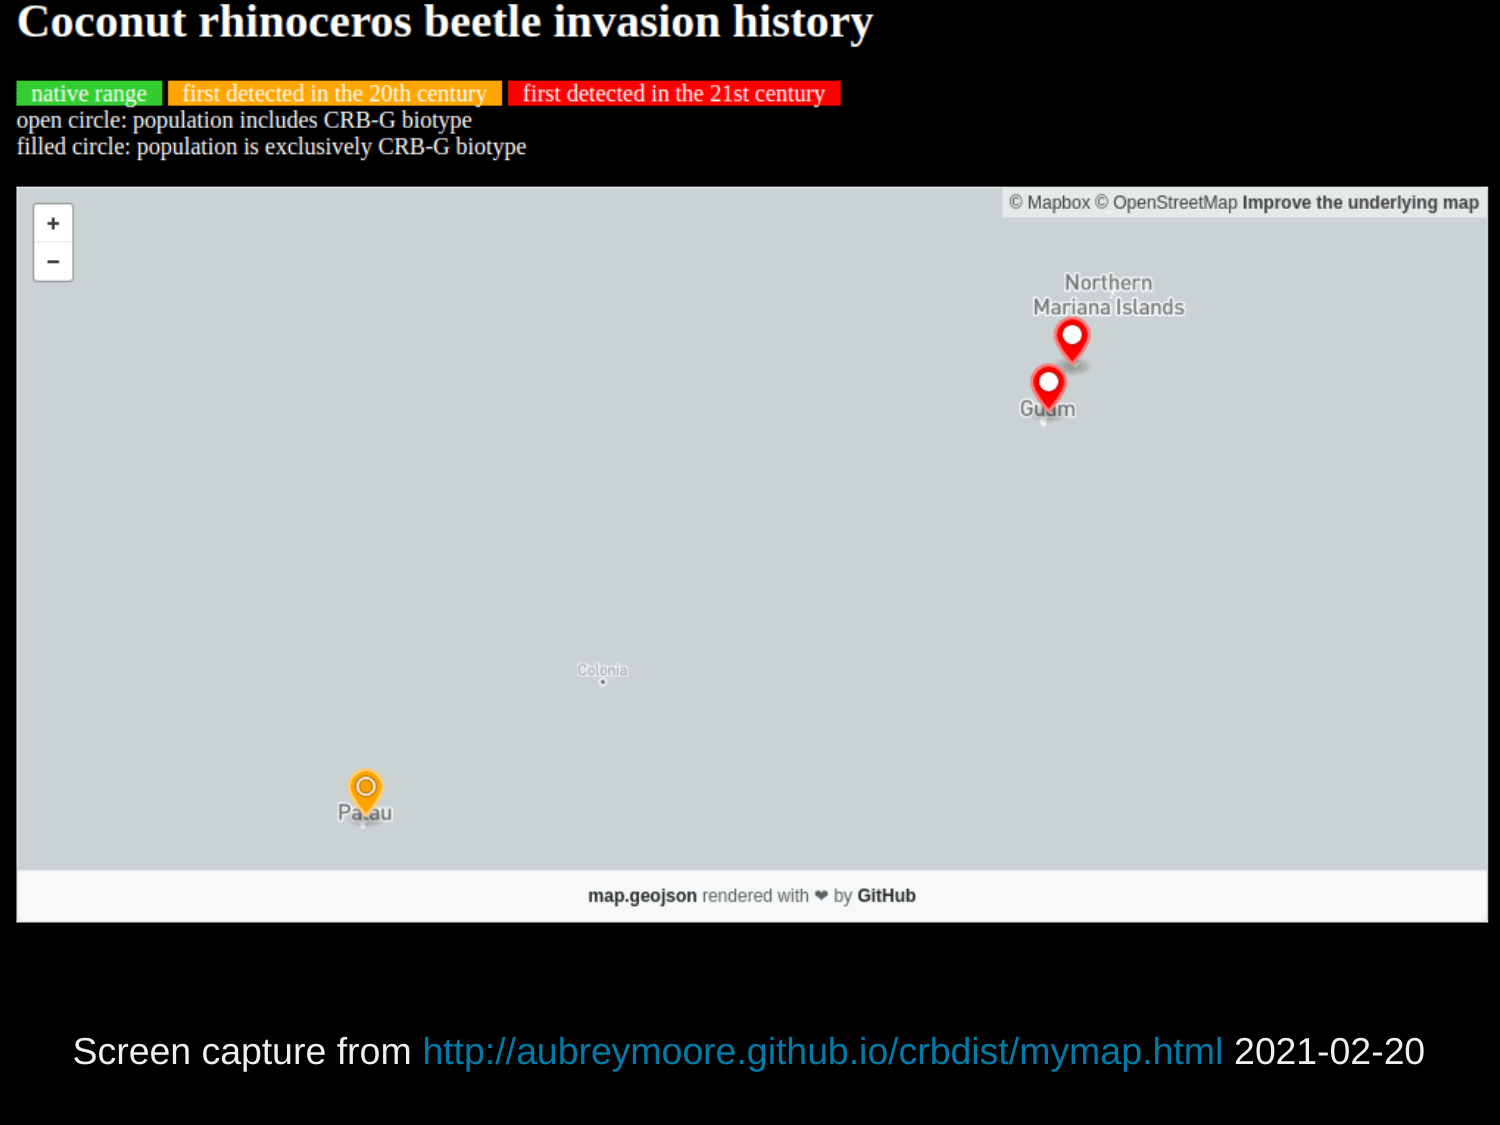 Coconut rhinoceros beetle invasion history
native range first detected in the 20th century first detected in the 21st century
open circle: population includes CRB-G biotype
filled circle: population is exclusively CRB-G biotype
© Mapbox © OpenStreetMap Improve the underlying map
+
−
Northern
Mariana Islands
Guam
Colonia
Palau
map.geojson rendered with ❤ by GitHub
Screen capture from http://aubreymoore.github.io/crbdist/mymap.html 2021-02-20